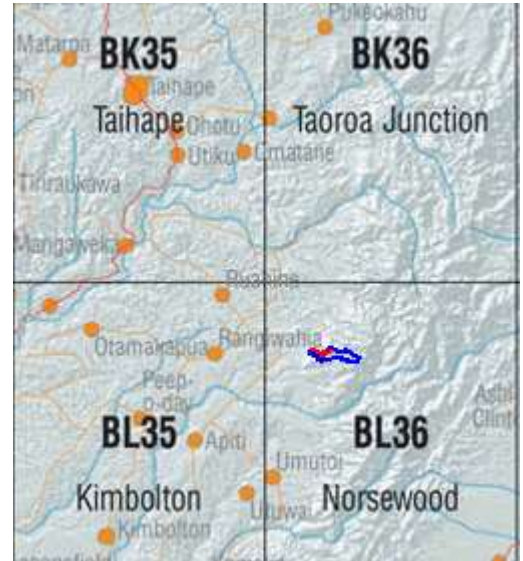 Pukeokahu
Mataroa
BK35
BK36
Taihape
Taihape
Ohotu
Taoroa Junction
Utiku
Omatane
Tiriraukawa
Mangaweka
Ruahine
Otamakapua
Rangiwahia
Peep-
o-day
BL35
BL36
Apiti
Umutoi
Kimbolton
Norsewood
Kimbolton